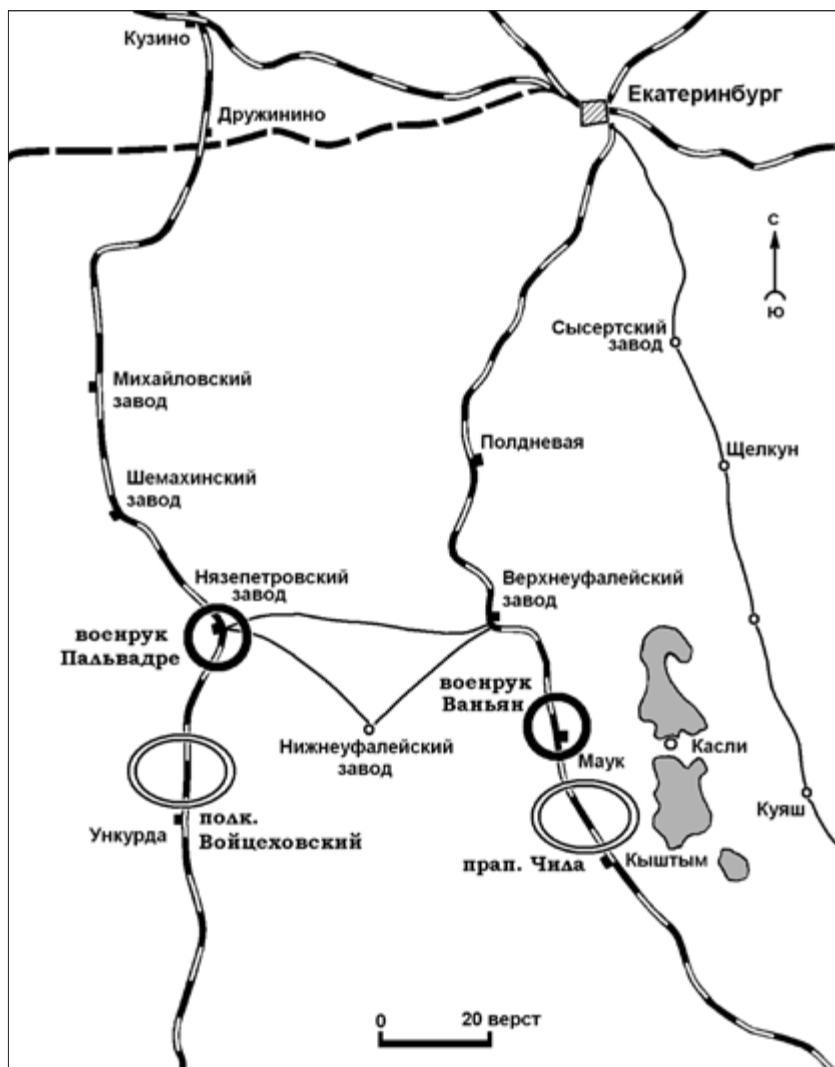 Кузино
Екатеринбург
Дружинино
С
Ю
Сысертский
завод
Михайловский
завод
Полдневая
Щелкун
Шемахинский
завод
Нязепетровский
завод
Верхнеуфалейский
завод
военрук
Пальвадре
военрук
Ваньян
Нижнеуфалейский
завод
Маук
Касли
Куяш
Ункурда
полк.
Войцеховский
прап. Чила
Кыштым
0
20 верст